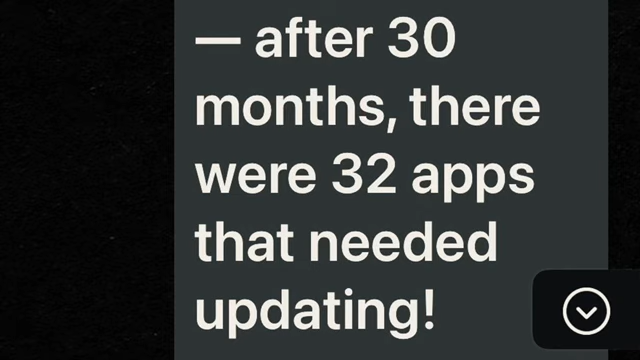 — after 30
months, there
were 32 apps
that needed
updating!